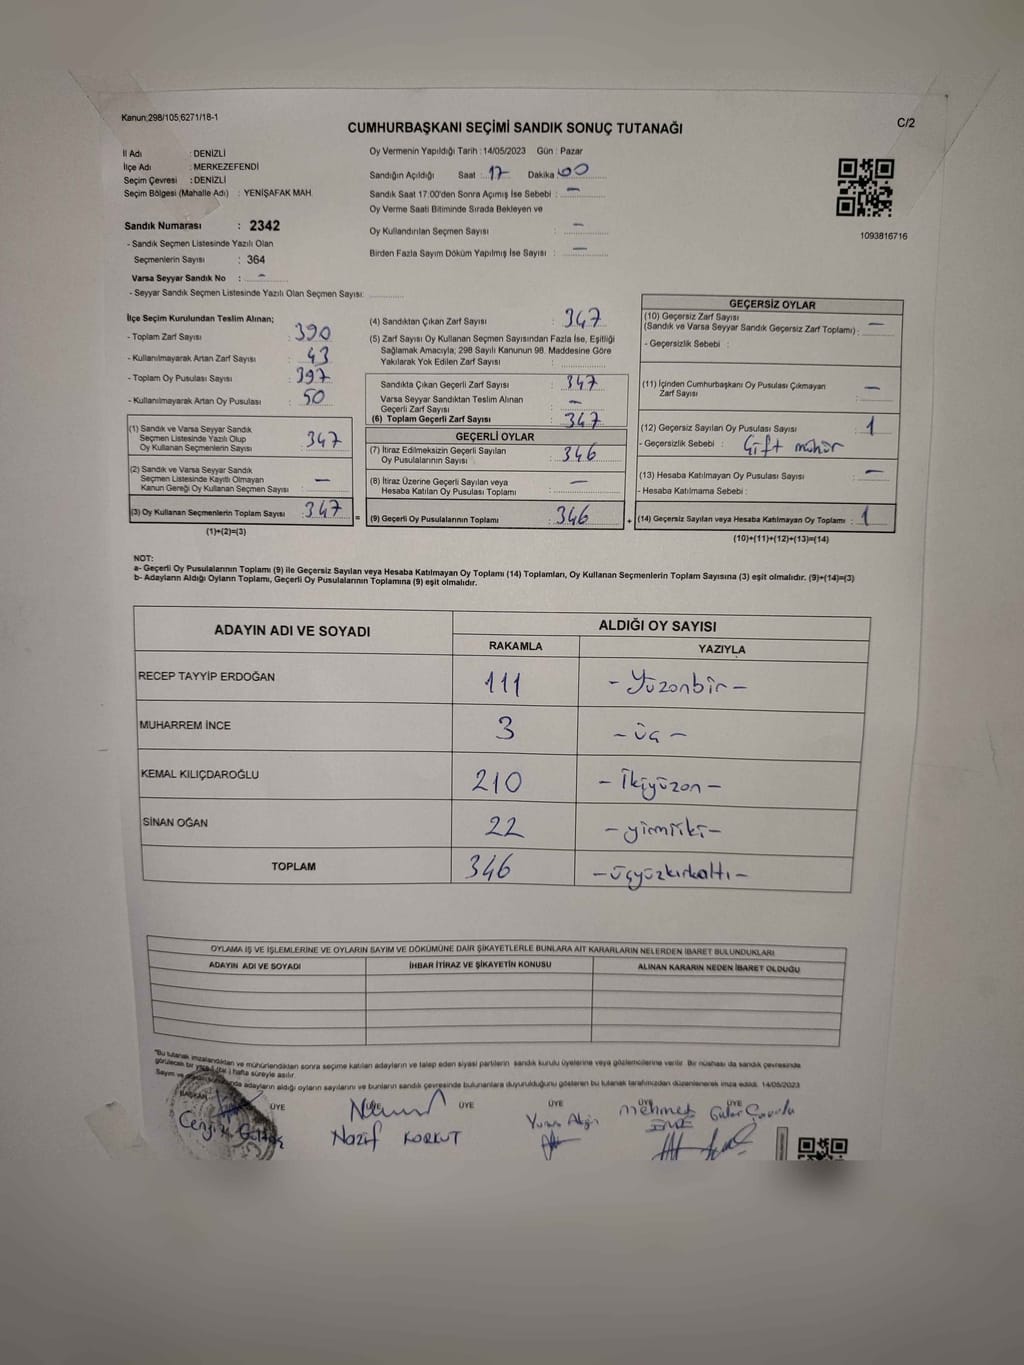 Kanun;298/105,6271/18-1
CUMHURBAŞKANI SEÇİMİ SANDIK SONUÇ TUTANAĞI
C/2
İl Adı : DENİZLİ
İlçe Adı : MERKEZEFENDİ
Seçim Çevresi : DENİZLİ
Seçim Bölgesi (Mahalle Adı) : YENİŞAFAK MAH.
Sandık Numarası : 2342
- Sandık Seçmen Listesinde Yazılı Olan
Seçmenlerin Sayısı : 364
Varsa Seyyar Sandık No : -
- Seyyar Sandık Seçmen Listesinde Yazılı Olan Seçmen Sayısı:
Oy Vermenin Yapıldığı Tarih : 14/05/2023 Gün : Pazar
Sandığın Açıldığı Saat : 17 Dakika 00
Sandık Saat 17:00'den Sonra Açımış İse Sebebi : -
Oy Verme Saati Bitiminde Sırada Bekleyen ve
Oy Kullandırılan Seçmen Sayısı : -
Birden Fazla Sayım Döküm Yapılmış İse Sayısı : -
1093816716
İlçe Seçim Kurulundan Teslim Alınan;
- Toplam Zarf Sayısı : 390
- Kullanılmayarak Artan Zarf Sayısı : 43
- Toplam Oy Pusulası Sayısı : 397
- Kullanılmayarak Artan Oy Pusulası : 50
(1) Sandık ve Varsa Seyyar Sandık
Seçmen Listesinde Yazılı Olup
Oy Kullanan Seçmenlerin Sayısı : 347
(2) Sandık ve Varsa Seyyar Sandık
Seçmen Listesinde Kayıtlı Olmayan
Kanun Gereği Oy Kullanan Seçmen Sayısı : -
(3) Oy Kullanan Seçmenlerin Toplam Sayısı : 347
(1)+(2)=(3)
(4) Sandıktan Çıkan Zarf Sayısı : 347
(5) Zarf Sayısı Oy Kullanan Seçmen Sayısından Fazla İse, Eşitliği
Sağlamak Amacıyla; 298 Sayılı Kanunun 98. Maddesine Göre
Yakılarak Yok Edilen Zarf Sayısı :
Sandıkta Çıkan Geçerli Zarf Sayısı : 347
Varsa Seyyar Sandıktan Teslim Alınan
Geçerli Zarf Sayısı : -
(6) Toplam Geçerli Zarf Sayısı : 347
GEÇERLİ OYLAR
(7) İtiraz Edilmeksizin Geçerli Sayılan
Oy Pusulalarının Sayısı : 346
(8) İtiraz Üzerine Geçerli Sayılan veya
Hesaba Katılan Oy Pusulası Toplamı : -
= (9) Geçerli Oy Pusulalarının Toplamı : 346
GEÇERSİZ OYLAR
(10) Geçersiz Zarf Sayısı
(Sandık ve Varsa Seyyar Sandık Geçersiz Zarf Toplamı) : -
- Geçersizlik Sebebi :
(11) İçinden Cumhurbaşkanı Oy Pusulası Çıkmayan
Zarf Sayısı : -
(12) Geçersiz Sayılan Oy Pusulası Sayısı : 1
- Geçersizlik Sebebi : Çift mühür
(13) Hesaba Katılmayan Oy Pusulası Sayısı : -
- Hesaba Katılmama Sebebi :
+ (14) Geçersiz Sayılan veya Hesaba Katılmayan Oy Toplamı : 1
(10)+(11)+(12)+(13)=(14)
NOT:
a- Geçerli Oy Pusulalarının Toplamı (9) ile Geçersiz Sayılan veya Hesaba Katılmayan Oy Toplamı (14) Toplamları, Oy Kullanan Seçmenlerin Toplam Sayısına (3) eşit olmalıdır. (9)+(14)=(3)
b- Adayların Aldığı Oyların Toplamı, Geçerli Oy Pusulalarının Toplamına (9) eşit olmalıdır.
ADAYIN ADI VE SOYADI ALDIĞI OY SAYISI
RAKAMLA YAZIYLA
RECEP TAYYİP ERDOĞAN 111 - Yüzonbir -
MUHARREM İNCE 3 - üç -
KEMAL KILIÇDAROĞLU 210 - İkiyüzon -
SİNAN OĞAN 22 - yirmiiki -
TOPLAM 346 - üçyüzkırkaltı -
OYLAMA İŞ VE İŞLEMLERİNE VE OYLARIN SAYIM VE DÖKÜMÜNE DAİR ŞİKAYETLERLE BUNLARA AİT KARARLARIN NELERDEN İBARET BULUNDUKLARI
ADAYIN ADI VE SOYADI İHBAR İTİRAZ VE ŞİKAYETİN KONUSU ALINAN KARARIN NEDEN İBARET OLDUĞU
"Bu tutanak imzalandıktan ve mühürlendikten sonra seçime katılan adayların ve talep eden siyasi partilerin sandık kurulu üyelerine veya gözlemcilerine verilir. Bir nüshası da sandık çevresinde
görülecek bir yere 1 (bir) hafta süreyle asılır.
Sayım ve adayların aldığı oyların sayılarını ve bunların sandık çevresinde bulunanlara duyurulduğunu gösteren bu tutanak tarafımızdan düzenlenerek imza edildi. 14/05/2023
BAŞKAN ÜYE ÜYE ÜYE ÜYE
Nazif KORKUT
Mehmet